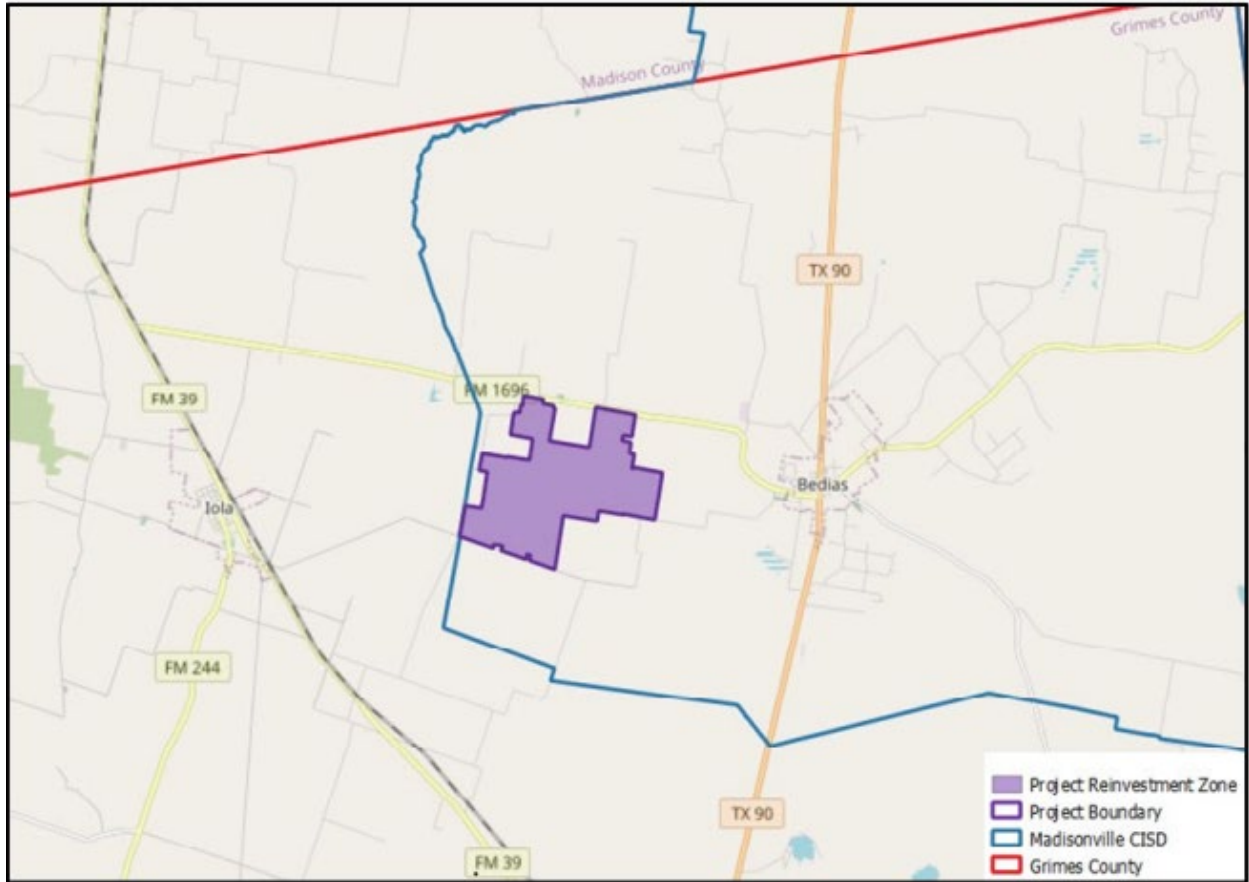 Grimes County
Madison County
TX 90
FM 1696
FM 39
Bedias
Iola
FM 244
Project Reinvestment Zone
Project Boundary
Madisonville CISD
Grimes County
TX 90
FM 39